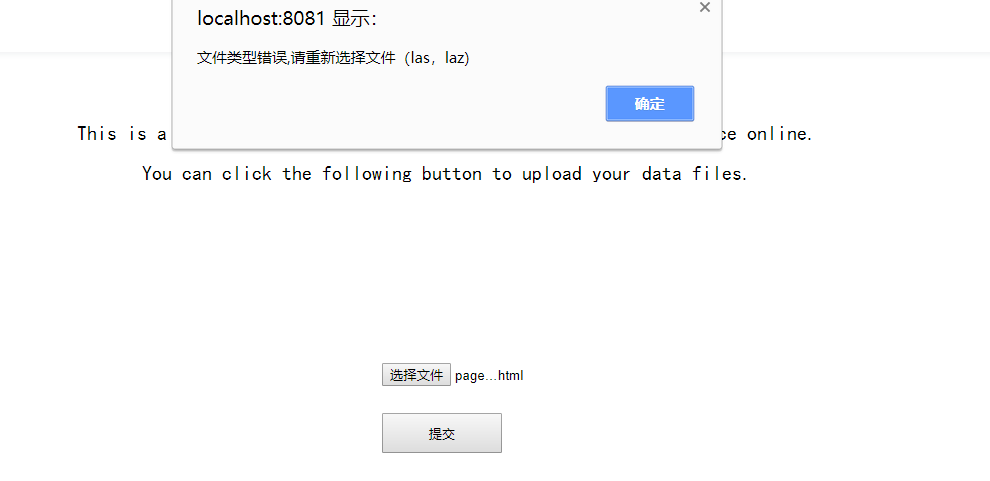 localhost:8081 显示：
文件类型错误,请重新选择文件（las，laz）
确定
This is a ce online.
You can click the following button to upload your data files.
选择文件 page...html
提交